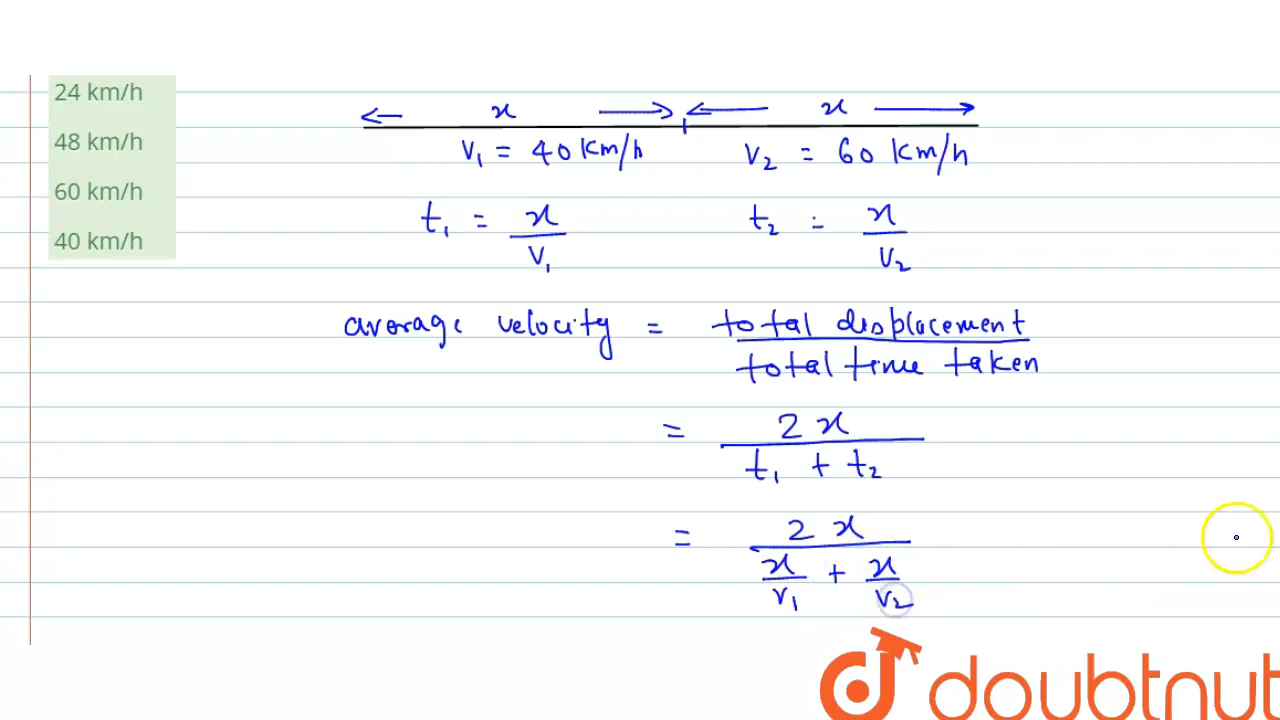 24 km/h
48 km/h
60 km/h
40 km/h
x x
V₁ = 40 Km/h V₂ = 60 Km/h
t₁ = x/V₁ t₂ = x/V₂
average velocity = total displacement / total time taken
= 2x / t₁ + t₂
= 2x / x/V₁ + x/V₂
doubtnut